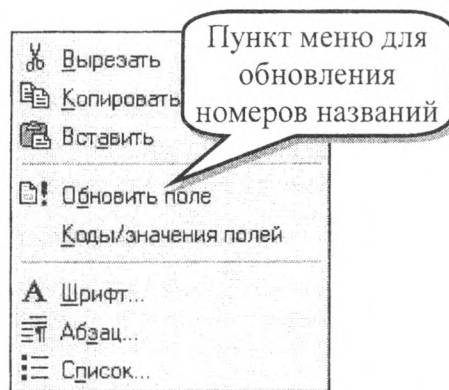 Пункт меню для
обновления
номеров названий
Вырезать
Копировать
Вставить
Обновить поле
Коды/значения полей
Шрифт...
Абзац...
Список...